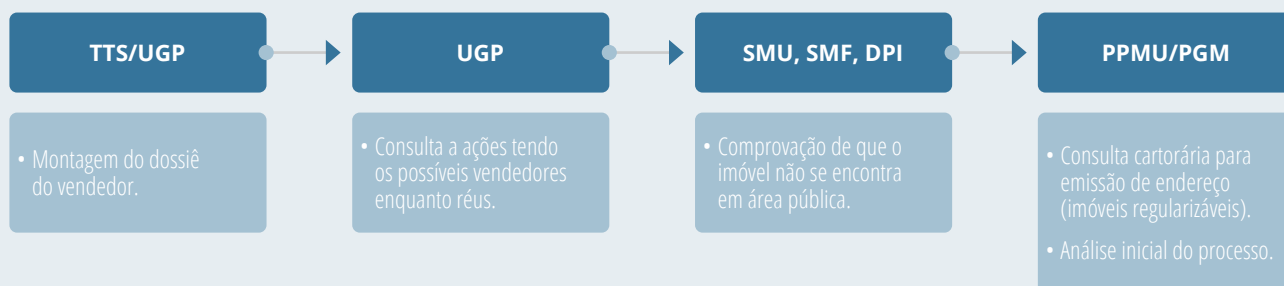 TTS/UGP
• Montagem do dossiê
do vendedor.
UGP
• Consulta a ações tendo
os possíveis vendedores
enquanto réus.
SMU, SMF, DPI
• Comprovação de que o
imóvel não se encontra
em área pública.
PPMU/PGM
• Consulta cartorária para
emissão de endereço
(imóveis regularizáveis).
• Análise inicial do processo.